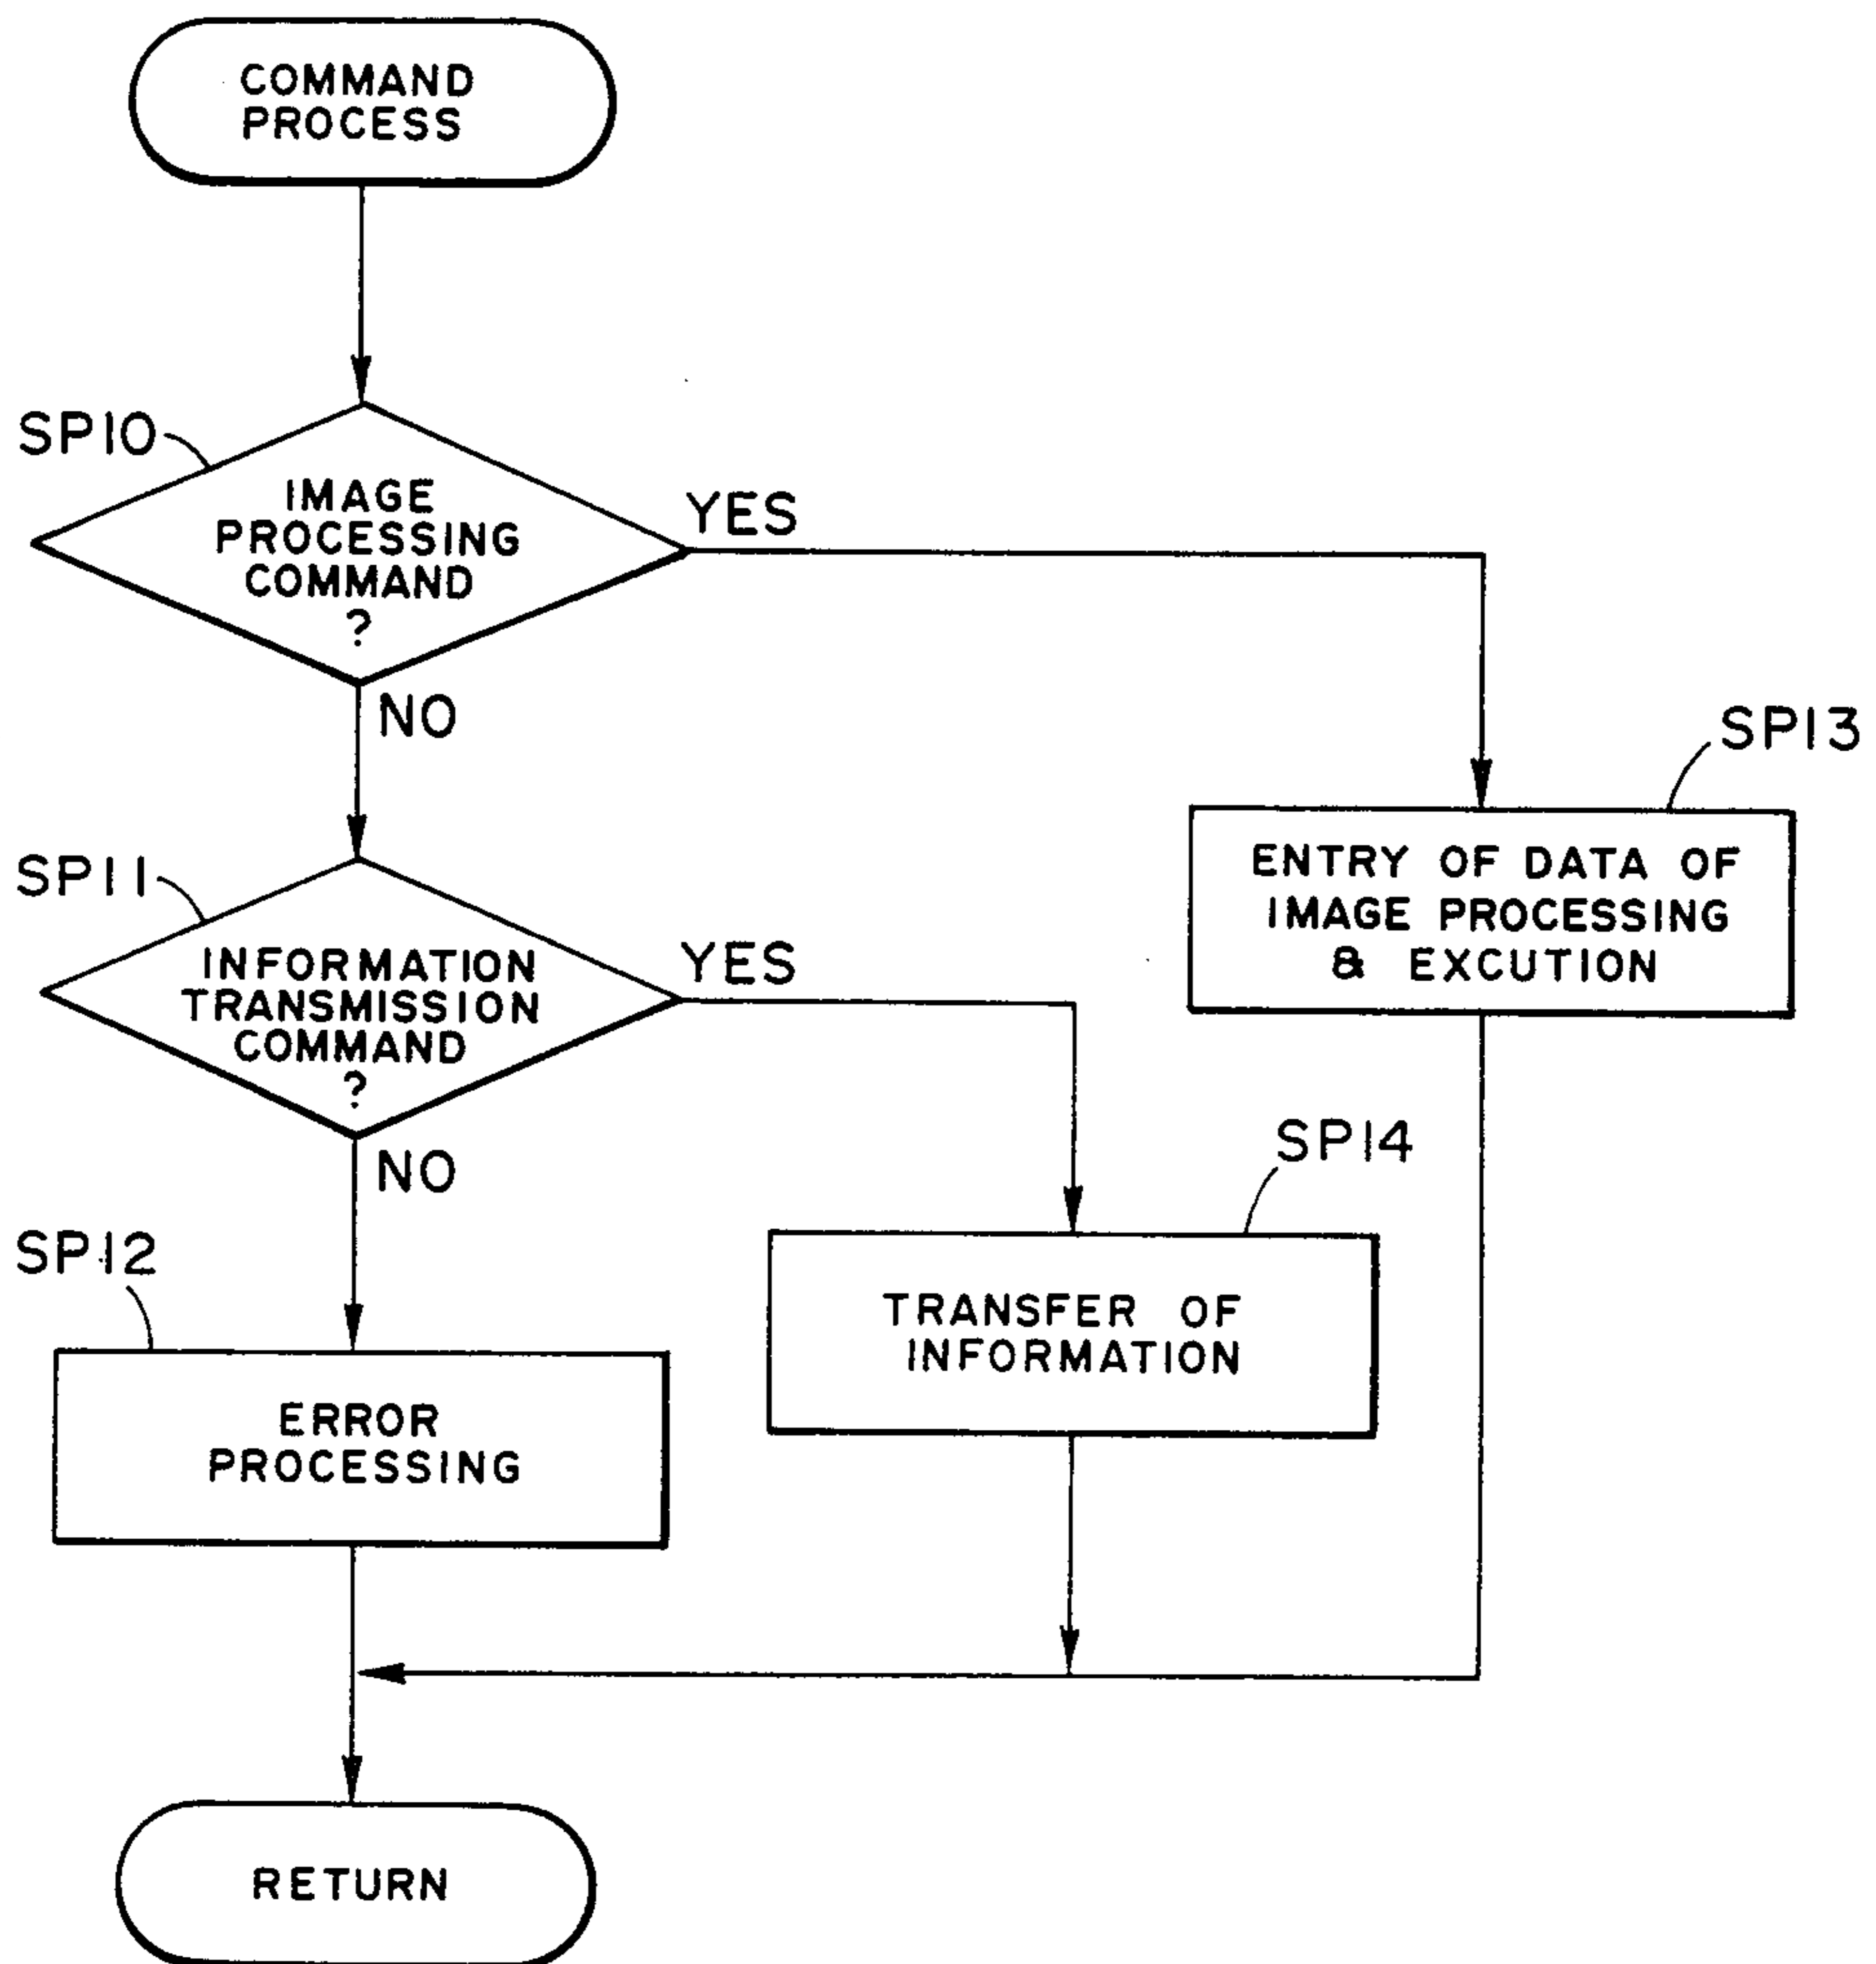 COMMAND
PROCESS
SP10
IMAGE
PROCESSING
COMMAND
?
YES
NO
SP13
ENTRY OF DATA OF
IMAGE PROCESSING
& EXCUTION
SP11
INFORMATION
TRANSMISSION
COMMAND
?
YES
NO
SP14
TRANSFER OF
INFORMATION
SP12
ERROR
PROCESSING
RETURN